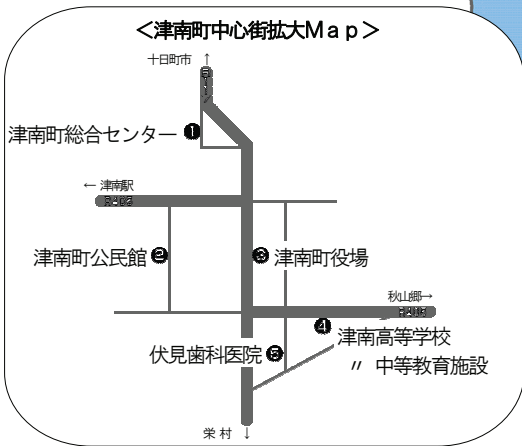 ＜津南町中心街拡大Ｍａｐ＞
十日町市 ↑
津南町総合センター ❶
← 津南駅
津南町公民館 ❷
❸ 津南町役場
秋山郷→
R405
❹ 津南高等学校
〃 中等教育施設
伏見歯科医院 ❺
栄 村 ↓